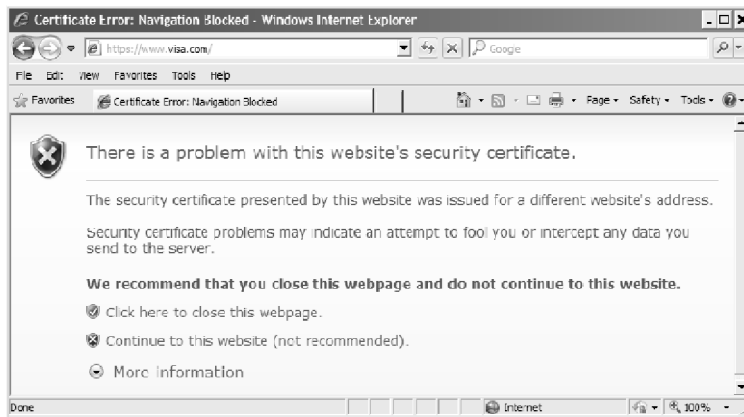 Certificate Error: Navigation Blocked - Windows Internet Explorer
https://www.visa.com/ Google
File Edit View Favorites Tools Help
Favorites Certificate Error: Navigation Blocked Page Safety Tools
There is a problem with this website's security certificate.
The security certificate presented by this website was issued for a different website's address.
Security certificate problems may indicate an attempt to fool you or intercept any data you
send to the server.
We recommend that you close this webpage and do not continue to this website.
Click here to close this webpage.
Continue to this website (not recommended).
More Information
Done Internet 100%